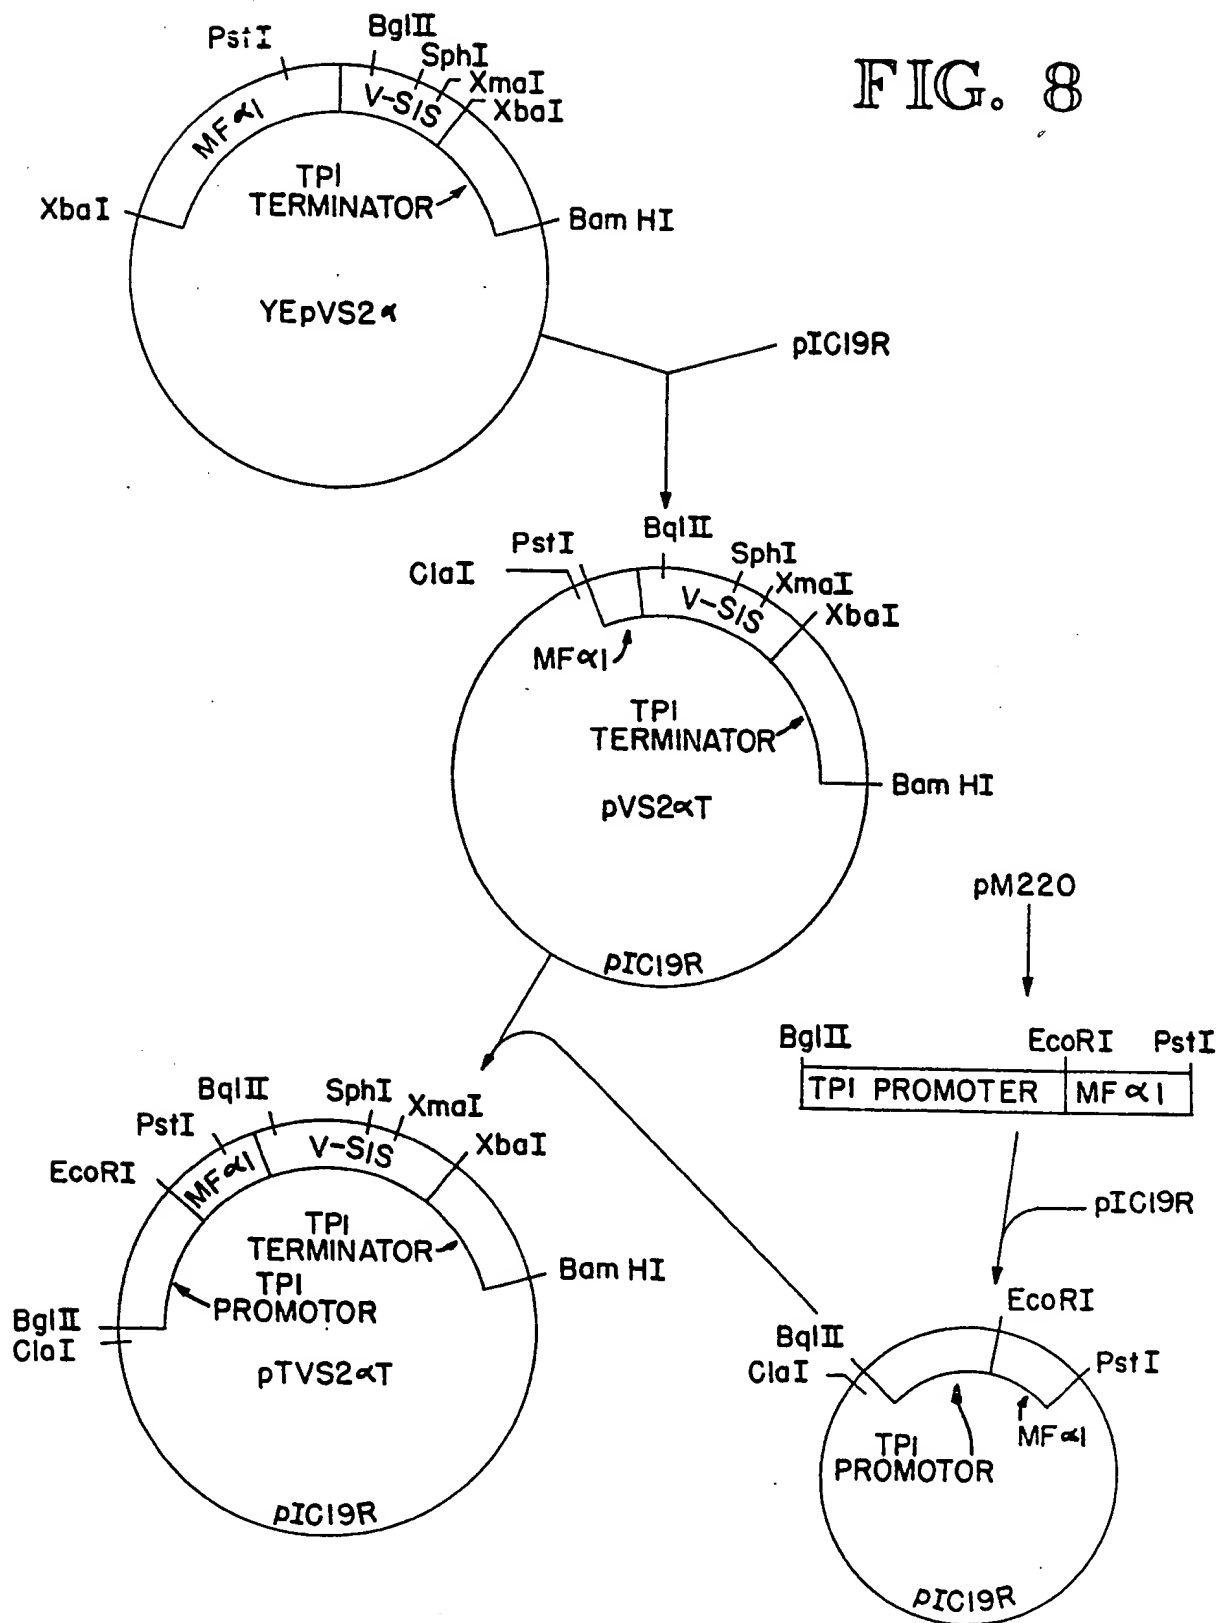 FIG. 8
PstI
BglII
SphI
XmaI
XbaI
MFα1
V-SIS
TPI
TERMINATOR
XbaI
Bam HI
YEpVS2α
pIC19R
BqlII
PstI
SphI
ClaI
XmaI
V-SIS
XbaI
MFα1
TPI
TERMINATOR
Bam HI
pVS2αT
pIC19R
pM220
BglII
EcoRI
PstI
TPI PROMOTER
MFα1
pIC19R
BqlII
SphI
XmaI
PstI
XbaI
EcoRI
MFα1
V-SIS
TPI
TERMINATOR
Bam HI
TPI
PROMOTOR
BglII
ClaI
pTVS2αT
pIC19R
EcoRI
BqlII
ClaI
PstI
MFα1
TPI
PROMOTOR
pIC19R